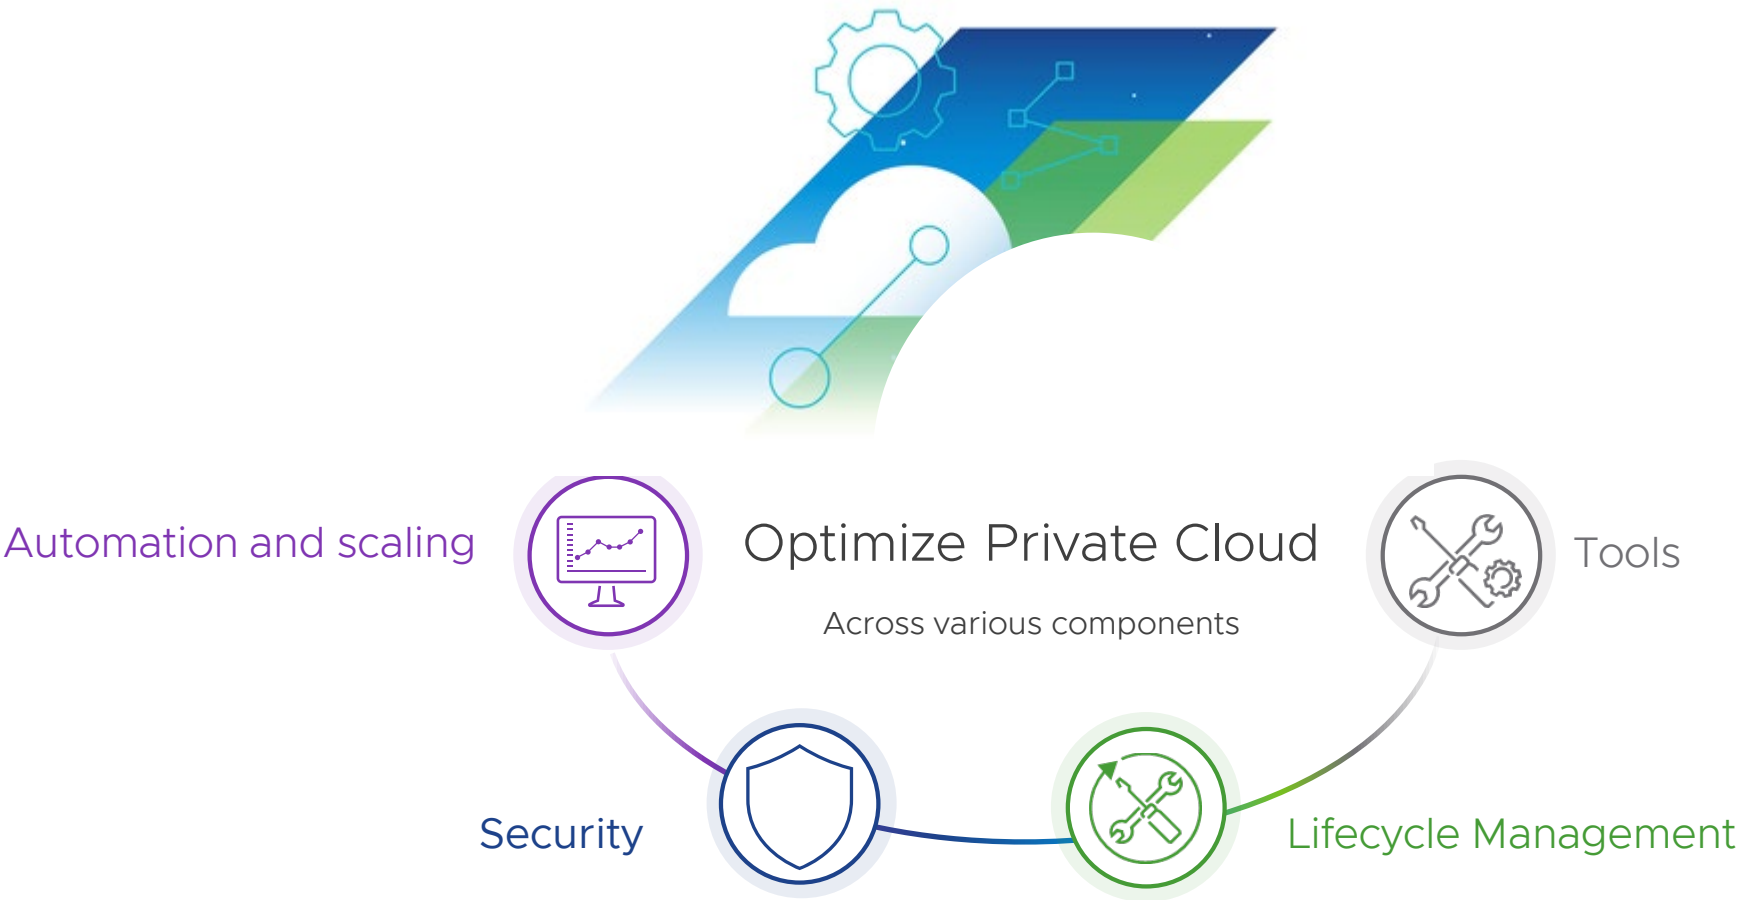 Automation and scaling
Optimize Private Cloud
Tools
Across various components
Security
Lifecycle Management